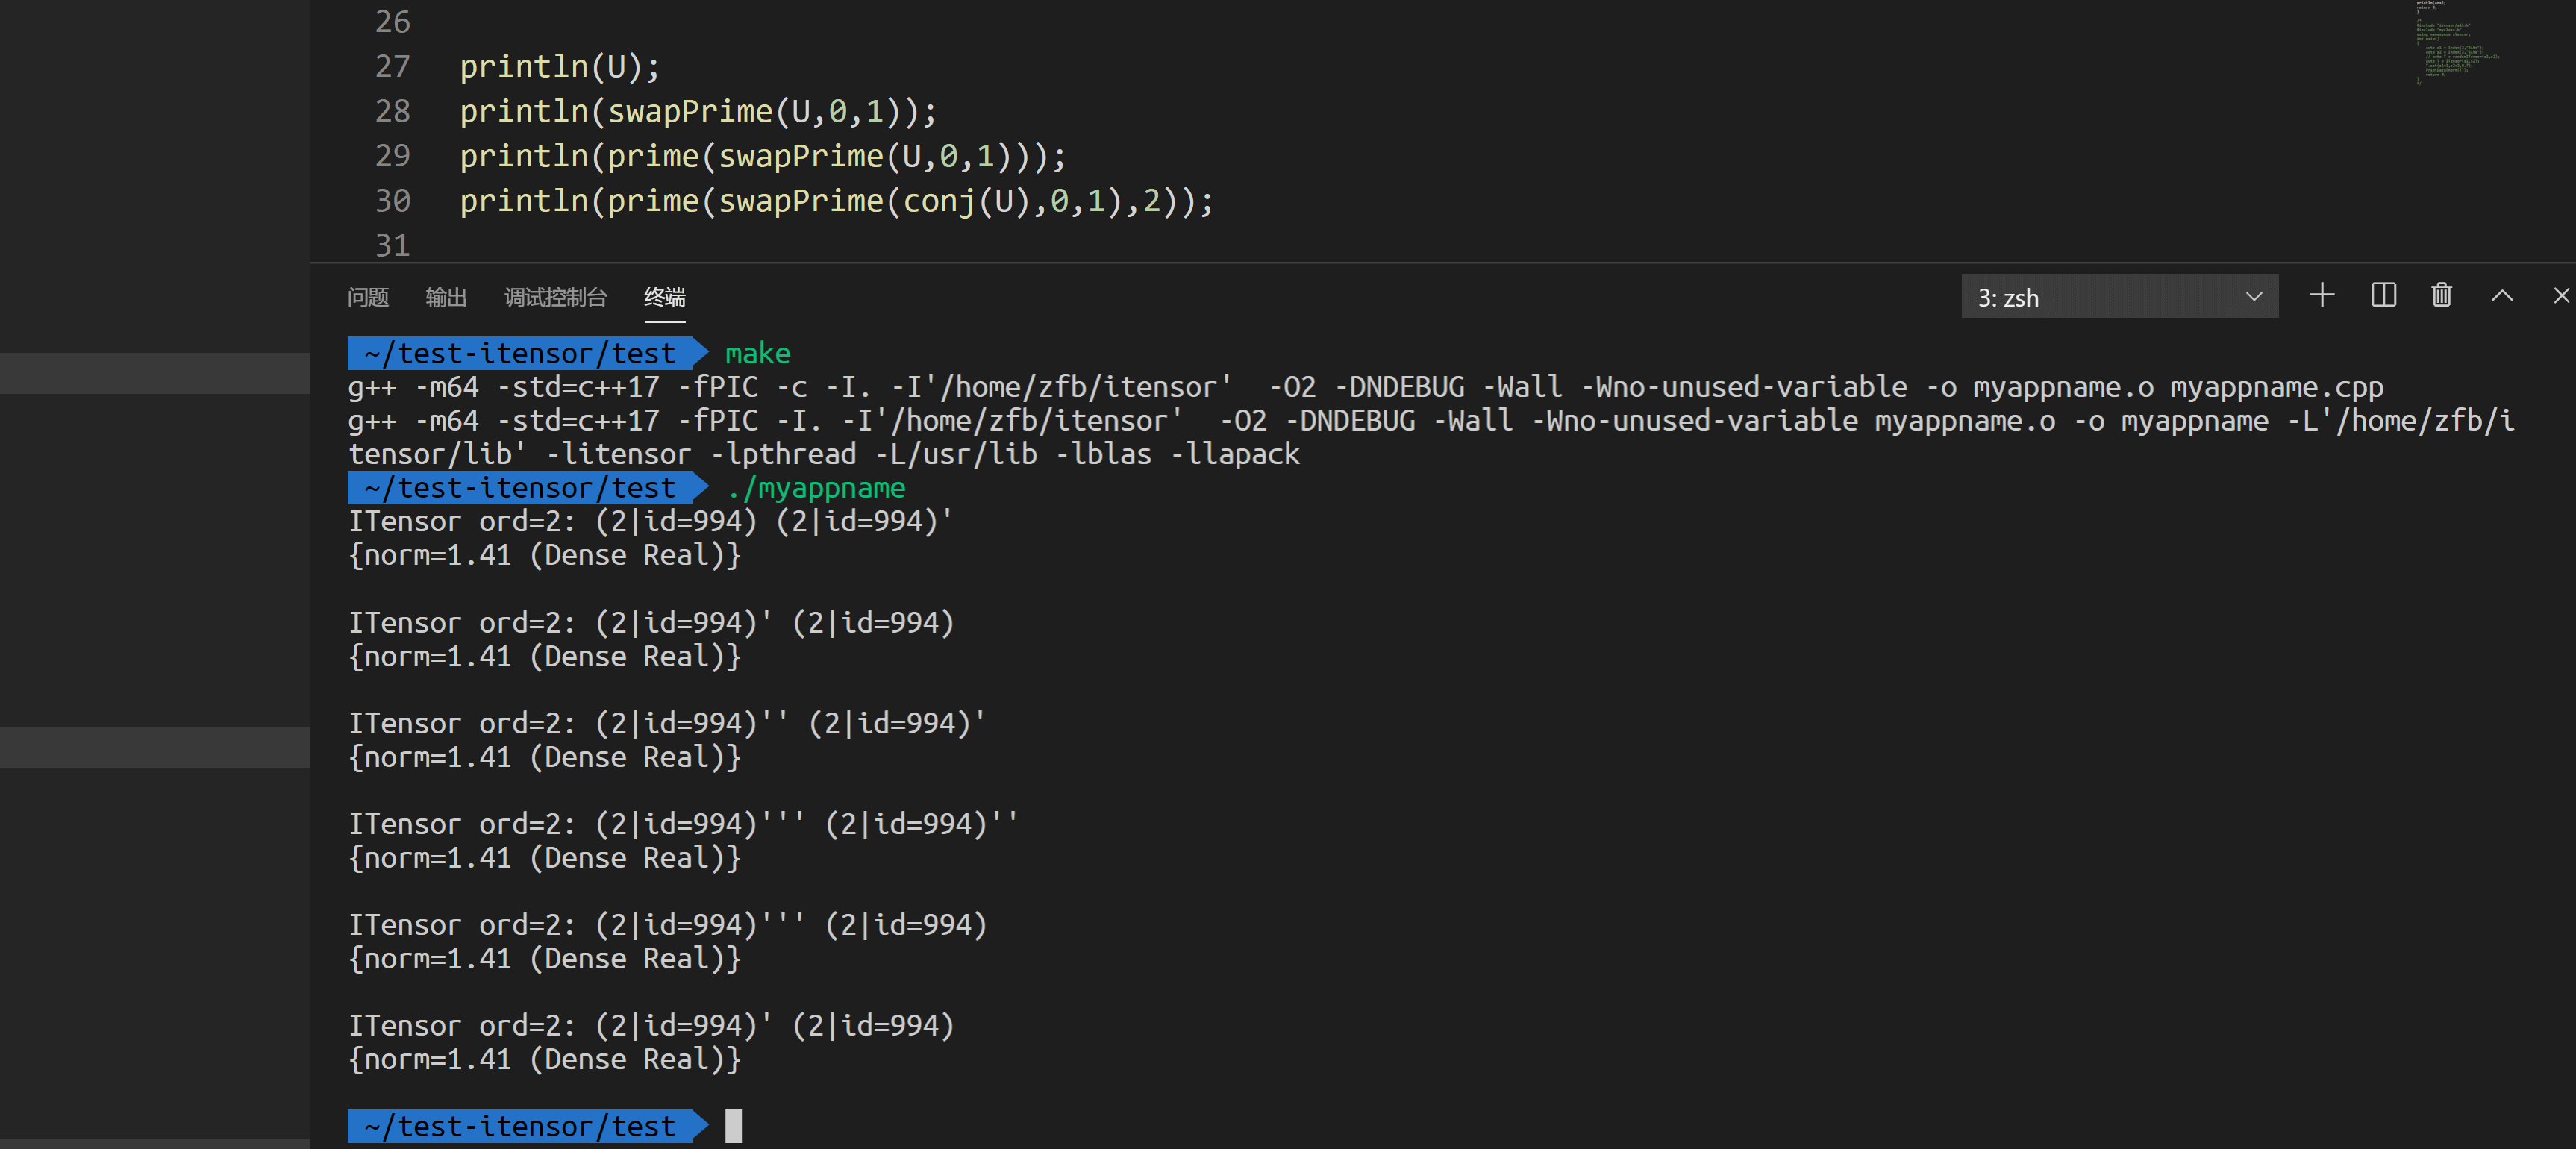 26
27 println(U);
28 println(swapPrime(U,0,1));
29 println(prime(swapPrime(U,0,1)));
30 println(prime(swapPrime(conj(U),0,1),2));
31
问题 输出 调试控制台 终端 3: zsh
~/test-itensor/test make
g++ -m64 -std=c++17 -fPIC -c -I. -I'/home/zfb/itensor'  -O2 -DNDEBUG -Wall -Wno-unused-variable -o myappname.o myappname.cpp
g++ -m64 -std=c++17 -fPIC -I. -I'/home/zfb/itensor'  -O2 -DNDEBUG -Wall -Wno-unused-variable myappname.o -o myappname -L'/home/zfb/i
tensor/lib' -litensor -lpthread -L/usr/lib -lblas -llapack
~/test-itensor/test ./myappname
ITensor ord=2: (2|id=994) (2|id=994)'
{norm=1.41 (Dense Real)}
ITensor ord=2: (2|id=994)' (2|id=994)
{norm=1.41 (Dense Real)}
ITensor ord=2: (2|id=994)'' (2|id=994)'
{norm=1.41 (Dense Real)}
ITensor ord=2: (2|id=994)''' (2|id=994)''
{norm=1.41 (Dense Real)}
ITensor ord=2: (2|id=994)''' (2|id=994)
{norm=1.41 (Dense Real)}
ITensor ord=2: (2|id=994)' (2|id=994)
{norm=1.41 (Dense Real)}
~/test-itensor/test